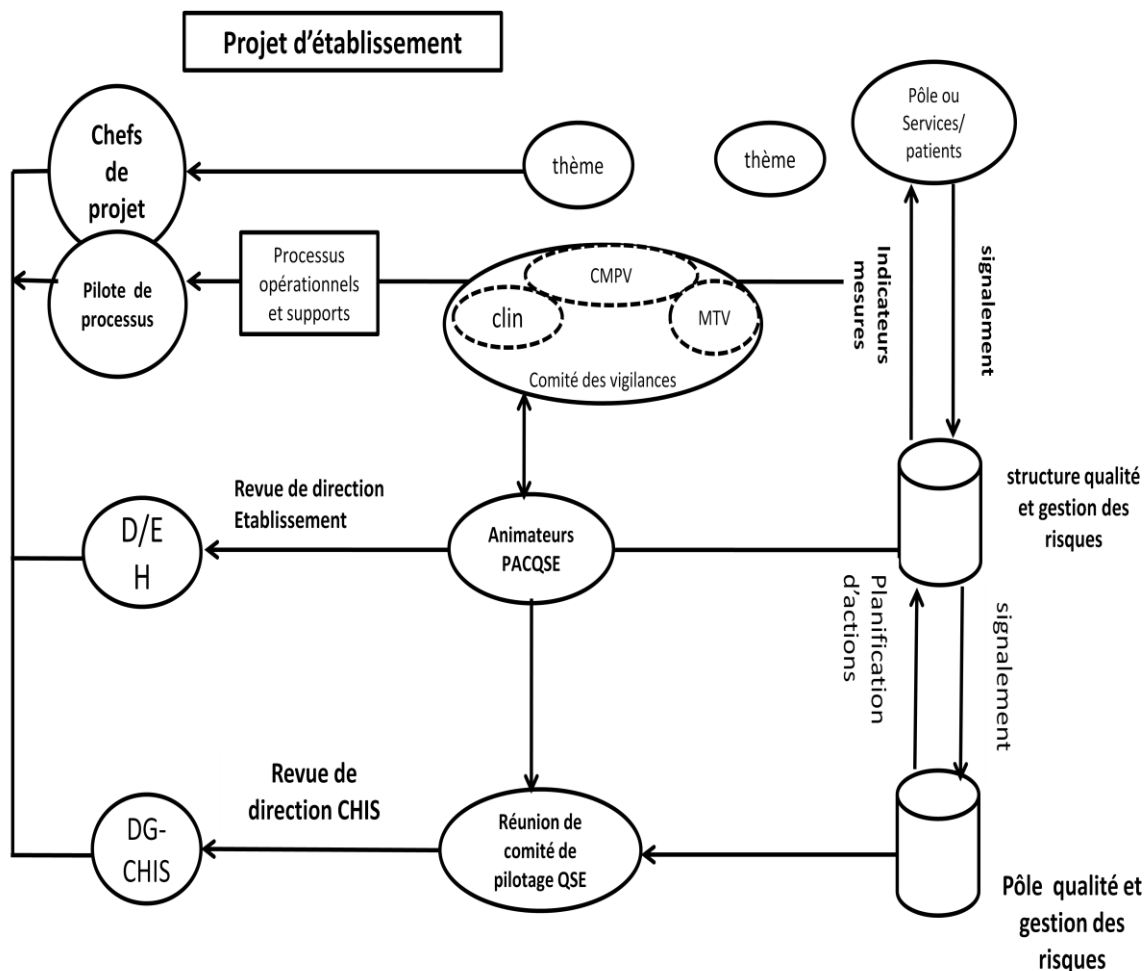 Projet d’établissement
Chefs
de
projet
thème
thème
Pôle ou
Services/
patients
Pilote de
processus
Processus
opérationnels
et supports
CMPV
clin
MTV
Comité des vigilances
Indicateurs
mesures
signalement
Revue de direction
Etablissement
D/E
H
Animateurs
PACQSE
structure qualité
et gestion des
risques
Planification
d’actions
signalement
Revue de
direction CHIS
DG-
CHIS
Réunion de
comité de
pilotage QSE
Pôle qualité et
gestion des
risques